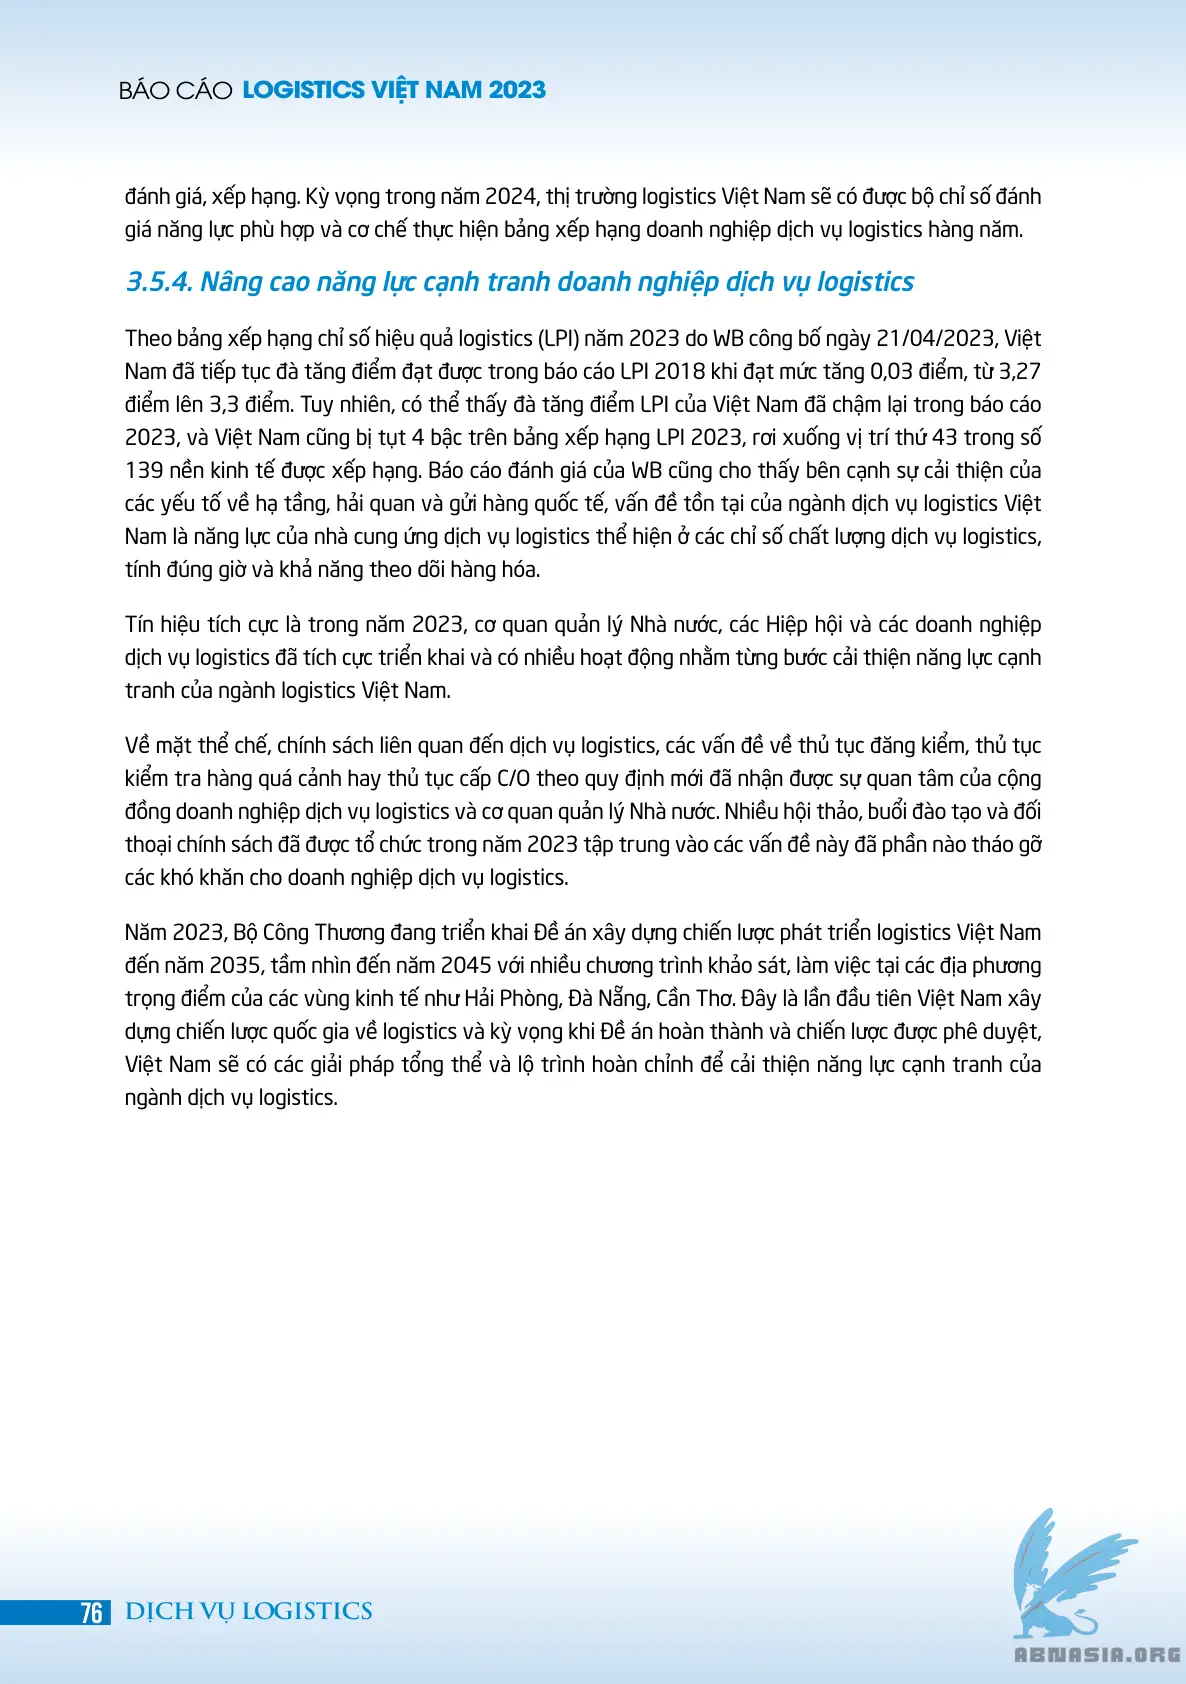 BÁO CÁO LOGISTICS VIỆT NAM 2023
đánh giá, xếp hạng. Kỳ vọng trong năm 2024, thị trường logistics Việt Nam sẽ có được bộ chỉ số đánh
giá năng lực phù hợp và cơ chế thực hiện bảng xếp hạng doanh nghiệp dịch vụ logistics hàng năm.
3.5.4. Nâng cao năng lực cạnh tranh doanh nghiệp dịch vụ logistics
Theo bảng xếp hạng chỉ số hiệu quả logistics (LPI) năm 2023 do WB công bố ngày 21/04/2023, Việt
Nam đã tiếp tục đà tăng điểm đạt được trong báo cáo LPI 2018 khi đạt mức tăng 0,03 điểm, từ 3,27
điểm lên 3,3 điểm. Tuy nhiên, có thể thấy đà tăng điểm LPI của Việt Nam đã chậm lại trong báo cáo
2023, và Việt Nam cũng bị tụt 4 bậc trên bảng xếp hạng LPI 2023, rơi xuống vị trí thứ 43 trong số
139 nền kinh tế được xếp hạng. Báo cáo đánh giá của WB cũng cho thấy bên cạnh sự cải thiện của
các yếu tố về hạ tầng, hải quan và gửi hàng quốc tế, vấn đề tồn tại của ngành dịch vụ logistics Việt
Nam là năng lực của nhà cung ứng dịch vụ logistics thể hiện ở các chỉ số chất lượng dịch vụ logistics,
tính đúng giờ và khả năng theo dõi hàng hóa.
Tín hiệu tích cực là trong năm 2023, cơ quan quản lý Nhà nước, các Hiệp hội và các doanh nghiệp
dịch vụ logistics đã tích cực triển khai và có nhiều hoạt động nhằm từng bước cải thiện năng lực cạnh
tranh của ngành logistics Việt Nam.
Về mặt thể chế, chính sách liên quan đến dịch vụ logistics, các vấn đề về thủ tục đăng kiểm, thủ tục
kiểm tra hàng quá cảnh hay thủ tục cấp C/O theo quy định mới đã nhận được sự quan tâm của cộng
đồng doanh nghiệp dịch vụ logistics và cơ quan quản lý Nhà nước. Nhiều hội thảo, buổi đào tạo và đối
thoại chính sách đã được tổ chức trong năm 2023 tập trung vào các vấn đề này đã phần nào tháo gỡ
các khó khăn cho doanh nghiệp dịch vụ logistics.
Năm 2023, Bộ Công Thương đang triển khai Đề án xây dựng chiến lược phát triển logistics Việt Nam
đến năm 2035, tầm nhìn đến năm 2045 với nhiều chương trình khảo sát, làm việc tại các địa phương
trọng điểm của các vùng kinh tế như Hải Phòng, Đà Nẵng, Cần Thơ. Đây là lần đầu tiên Việt Nam xây
dựng chiến lược quốc gia về logistics và kỳ vọng khi Đề án hoàn thành và chiến lược được phê duyệt,
Việt Nam sẽ có các giải pháp tổng thể và lộ trình hoàn chỉnh để cải thiện năng lực cạnh tranh của
ngành dịch vụ logistics.
76 DỊCH VỤ LOGISTICS
ABNASIA.ORG